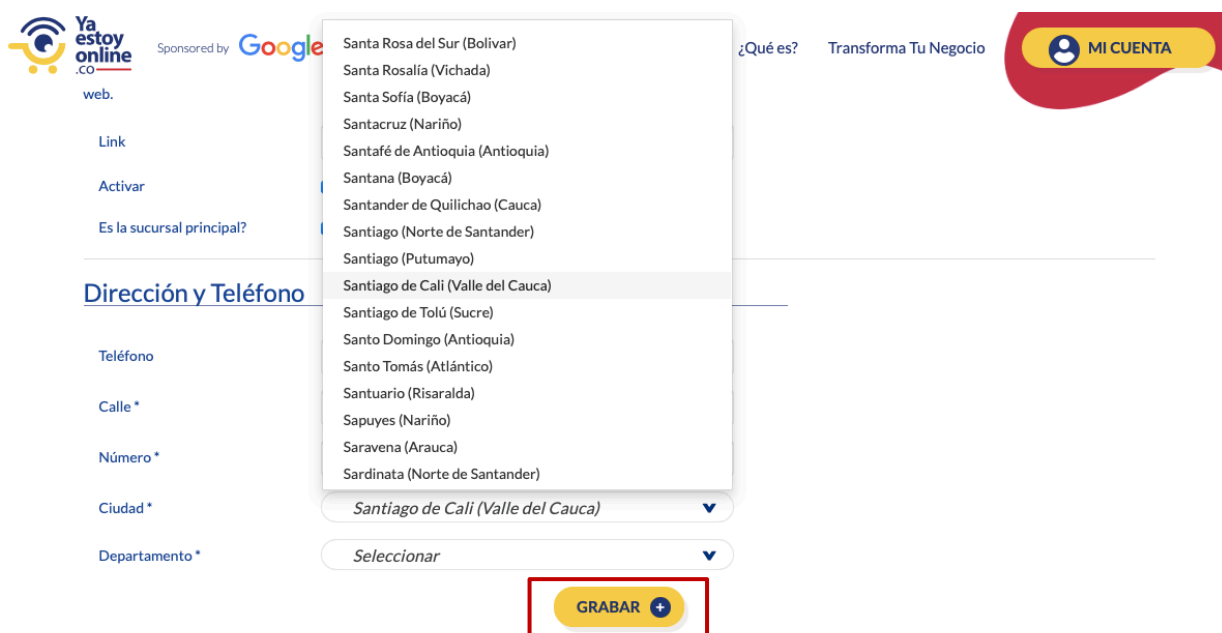 Ya
estoy
online
.co
Sponsored by Google
¿Qué es?
Transforma Tu Negocio
MI CUENTA
web.
Link
Activar
Es la sucursal principal?
Santa Rosa del Sur (Bolivar)
Santa Rosalía (Vichada)
Santa Sofía (Boyacá)
Santacruz (Nariño)
Santafé de Antioquia (Antioquia)
Santana (Boyacá)
Santander de Quilichao (Cauca)
Santiago (Norte de Santander)
Santiago (Putumayo)
Santiago de Cali (Valle del Cauca)
Santiago de Tolú (Sucre)
Santo Domingo (Antioquia)
Santo Tomás (Atlántico)
Santuario (Risaralda)
Sapuyes (Nariño)
Saravena (Arauca)
Sardinata (Norte de Santander)
Dirección y Teléfono
Teléfono
Calle *
Número *
Ciudad *
Santiago de Cali (Valle del Cauca)
Departamento *
Seleccionar
GRABAR